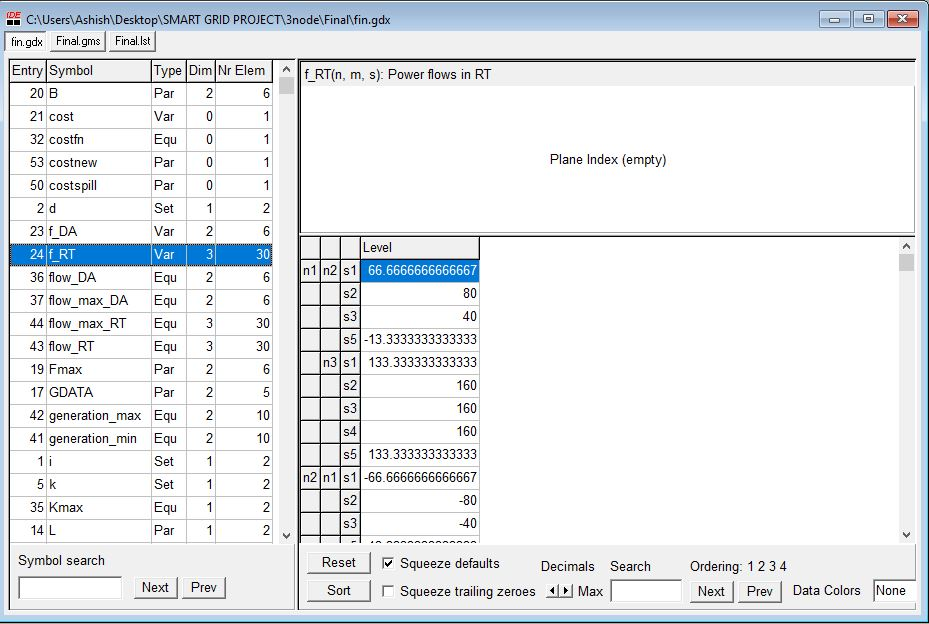 IDE C:\Users\Ashish\Desktop\SMART GRID PROJECT\3node\Final\fin.gdx
fin.gdx Final.gms Final.lst
Entry Symbol Type Dim Nr Elem
20 B Par 2 6
21 cost Var 0 1
32 costfn Equ 0 1
53 costnew Par 0 1
50 costspill Par 0 1
2 d Set 1 2
23 f_DA Var 2 6
24 f_RT Var 3 30
36 flow_DA Equ 2 6
37 flow_max_DA Equ 2 6
44 flow_max_RT Equ 3 30
43 flow_RT Equ 3 30
19 Fmax Par 2 6
17 GDATA Par 2 5
42 generation_max Equ 2 10
41 generation_min Equ 2 10
1 i Set 1 2
5 k Set 1 2
35 Kmax Equ 1 2
14 L Par 1 2
Symbol search
Next Prev
f_RT(n, m, s): Power flows in RT
Plane Index (empty)
Level
n1 n2 s1 66.6666666666667
s2 80
s3 40
s5 -13.3333333333333
n3 s1 133.333333333333
s2 160
s3 160
s4 160
s5 133.333333333333
n2 n1 s1 -66.6666666666667
s2 -80
s3 -40
Reset Squeeze defaults Decimals Search Ordering: 1 2 3 4
Sort Squeeze trailing zeroes Max Next Prev Data Colors None